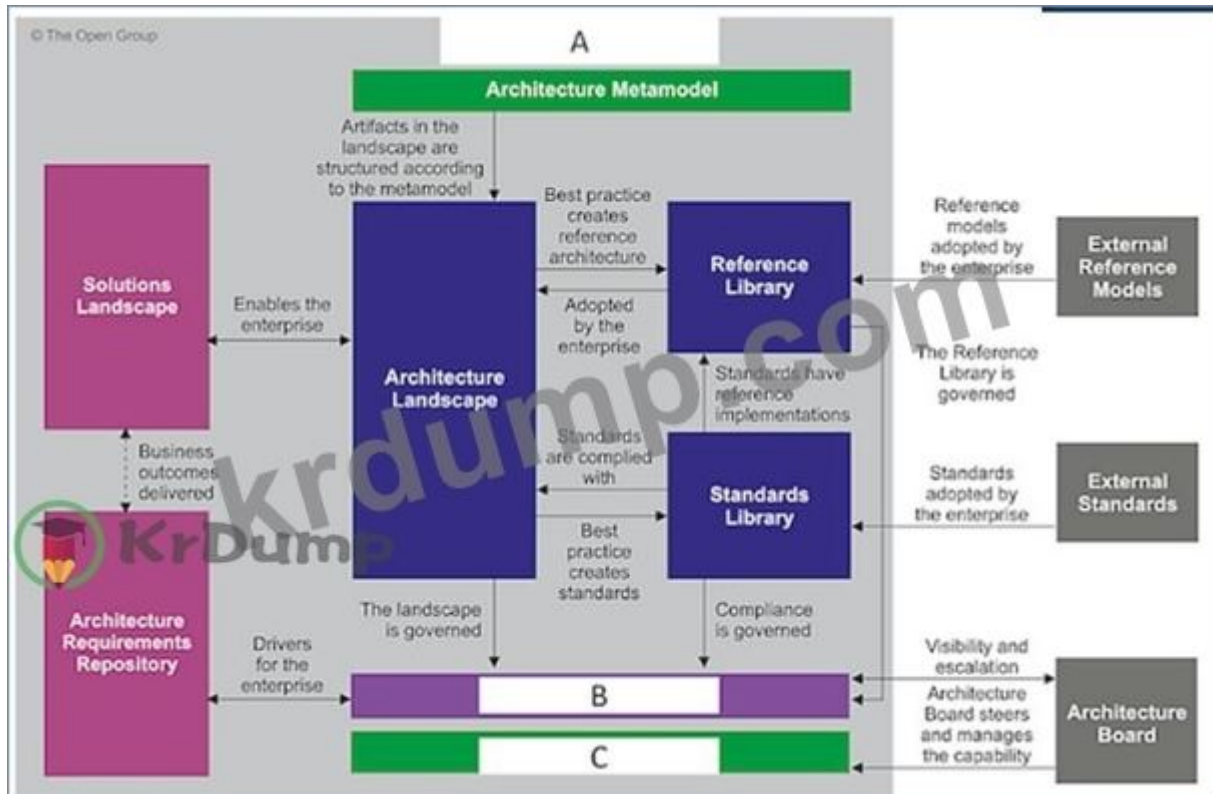 © The Open Group
A
Architecture Metamodel
Artifacts in the
landscape are
structured according
to the metamodel
Best practice
creates
reference
architecture
Reference
models
adopted by
the enterprise
External
Reference
Models
Solutions
Landscape
Reference
Library
Enables the
enterprise
Adopted
by the
enterprise
The Reference
Library is
governed
Architecture
Landscape
Standards have
reference
implementations
Business
outcomes
delivered
Standards
are complied
with
Standards
adopted by
the enterprise
External
Standards
Standards
Library
Best
practice
creates
standards
krdump.com
KrDump
Architecture
Requirements
Repository
The landscape
is governed
Compliance
is governed
Drivers
for the
enterprise
Visibility and
escalation
B
Architecture
Board steers
and manages
the capability
Architecture
Board
C